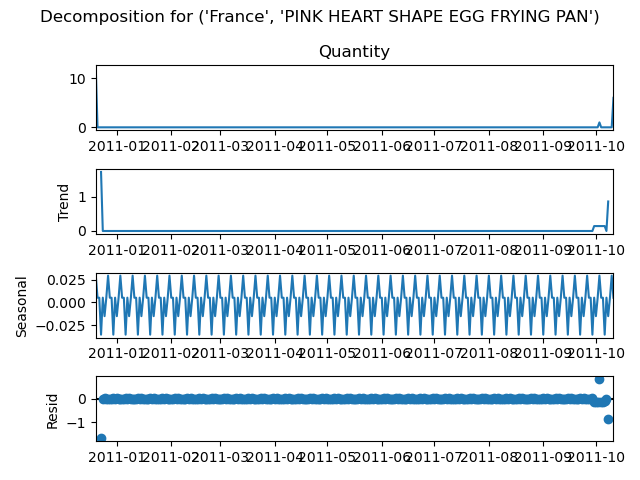 Decomposition for ('France', 'PINK HEART SHAPE EGG FRYING PAN')
Quantity
10
0
2011-01 2011-02 2011-03 2011-04 2011-05 2011-06 2011-07 2011-08 2011-09 2011-10
Trend
1
0
2011-01 2011-02 2011-03 2011-04 2011-05 2011-06 2011-07 2011-08 2011-09 2011-10
Seasonal
0.025
0.000
−0.025
2011-01 2011-02 2011-03 2011-04 2011-05 2011-06 2011-07 2011-08 2011-09 2011-10
Resid
0
−1
2011-01 2011-02 2011-03 2011-04 2011-05 2011-06 2011-07 2011-08 2011-09 2011-10